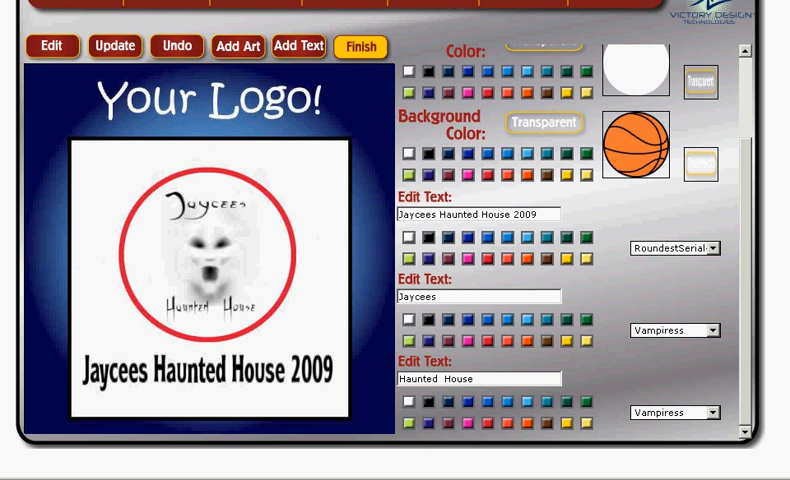 VICTORY DESIGN
TECHNOLOGIES
Edit
Update
Undo
Add Art
Add Text
Finish
Color:
Transparent
Transparent
Your Logo!
Background
Color:
Transparent
Jaycees
Haunted House
Jaycees Haunted House 2009
Edit Text:
Jaycees Haunted House 2009
RoundestSerial
Edit Text:
Jaycees
Vampiress
Edit Text:
Haunted House
Vampiress